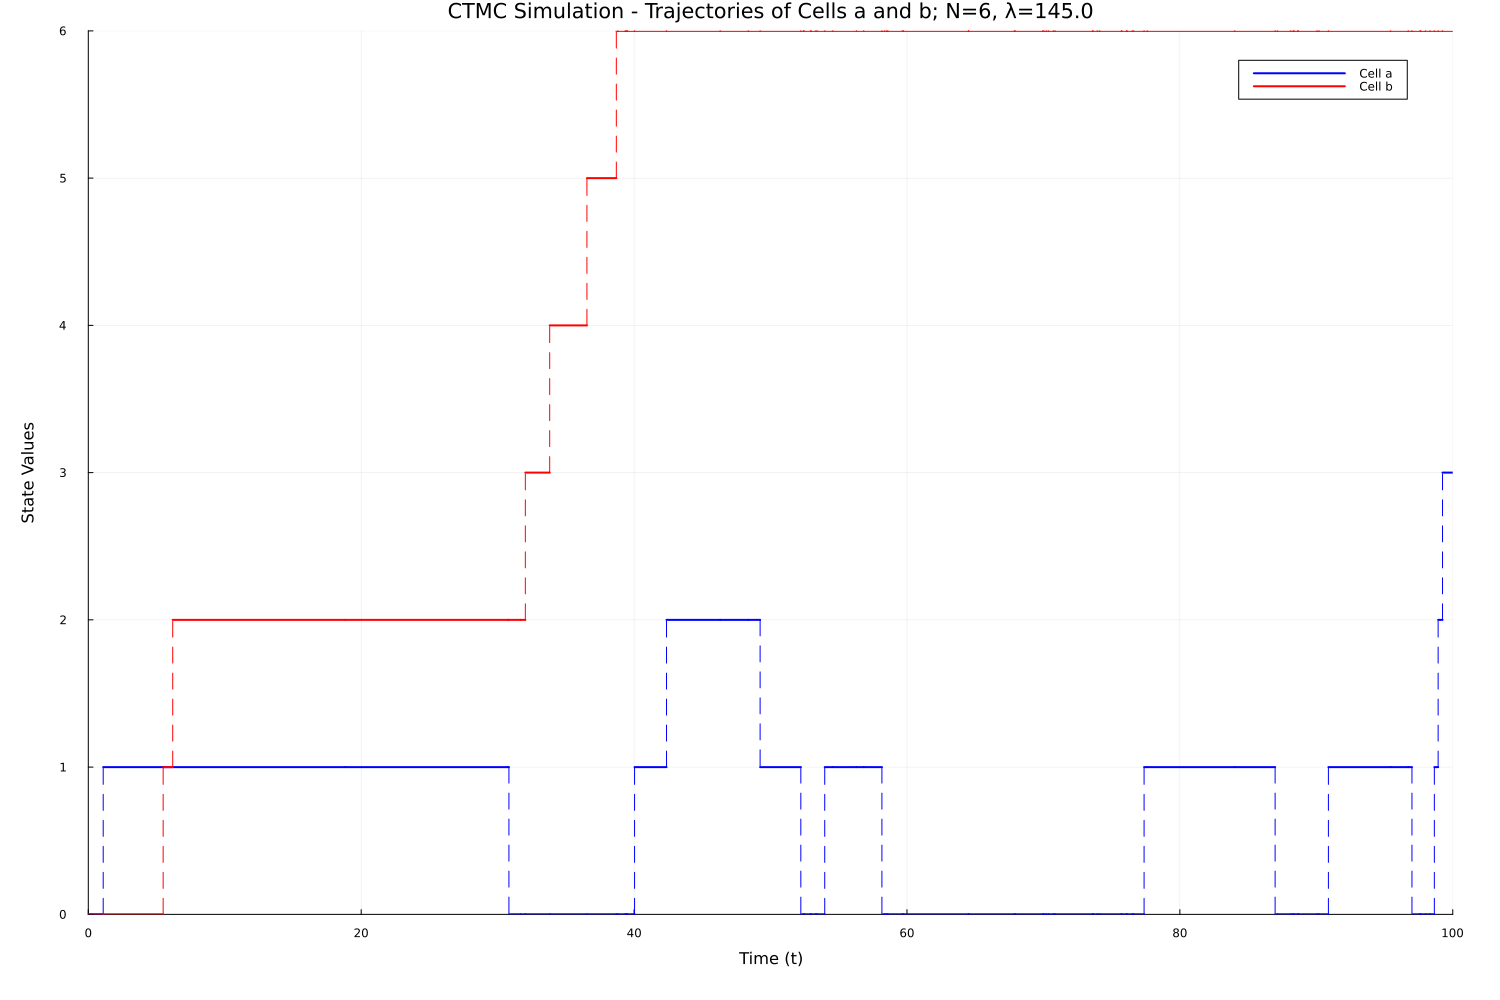 CTMC Simulation - Trajectories of Cells a and b; N=6, λ=145.0
6
Cell a
Cell b
5
4
State Values
3
2
1
0
0 20 40 60 80 100
Time (t)